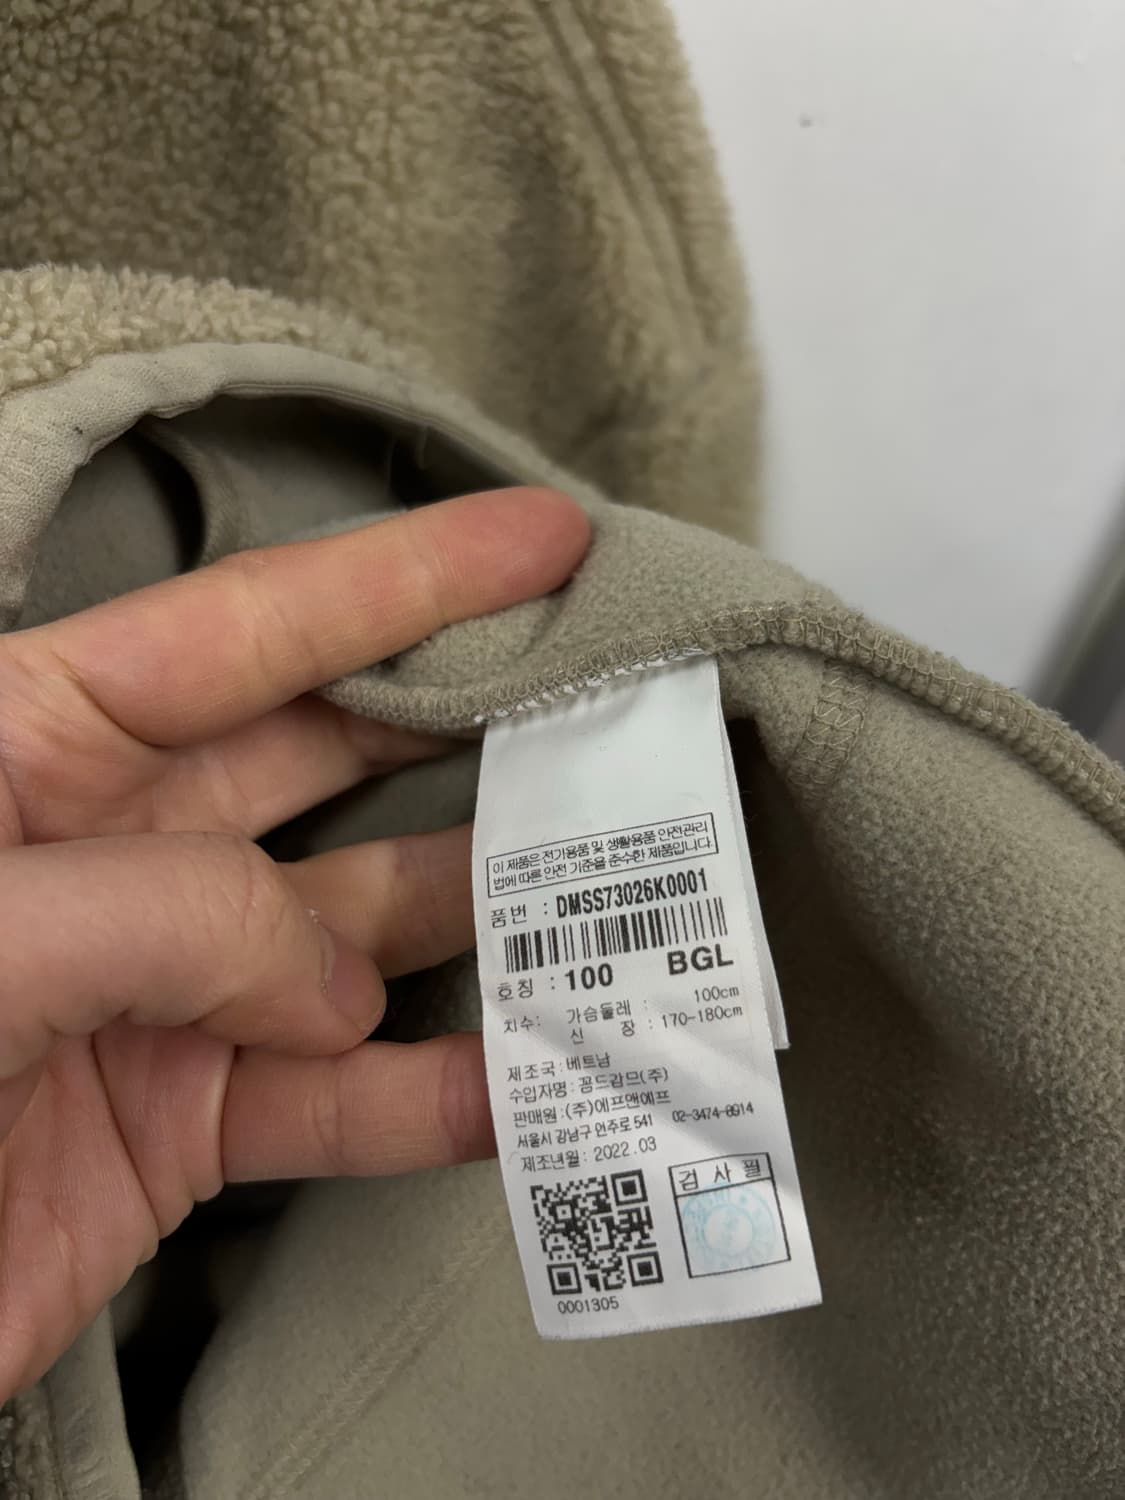 이 제품은 전기용품 및 생활용품 안전관리
법에 따른 안전 기준을 준수한 제품입니다.
품번 : DMSS73026K0001
호칭 : 100 BGL
치수: 가슴둘레 : 100cm
신 장 : 170-180cm
제조국 : 베트남
수입자명 : 꼼드감므(주)
판매원 : (주)에프앤에프
서울시 강남구 언주로 541 02-3474-8914
제조년월 : 2022.03
검 사 필
0001305